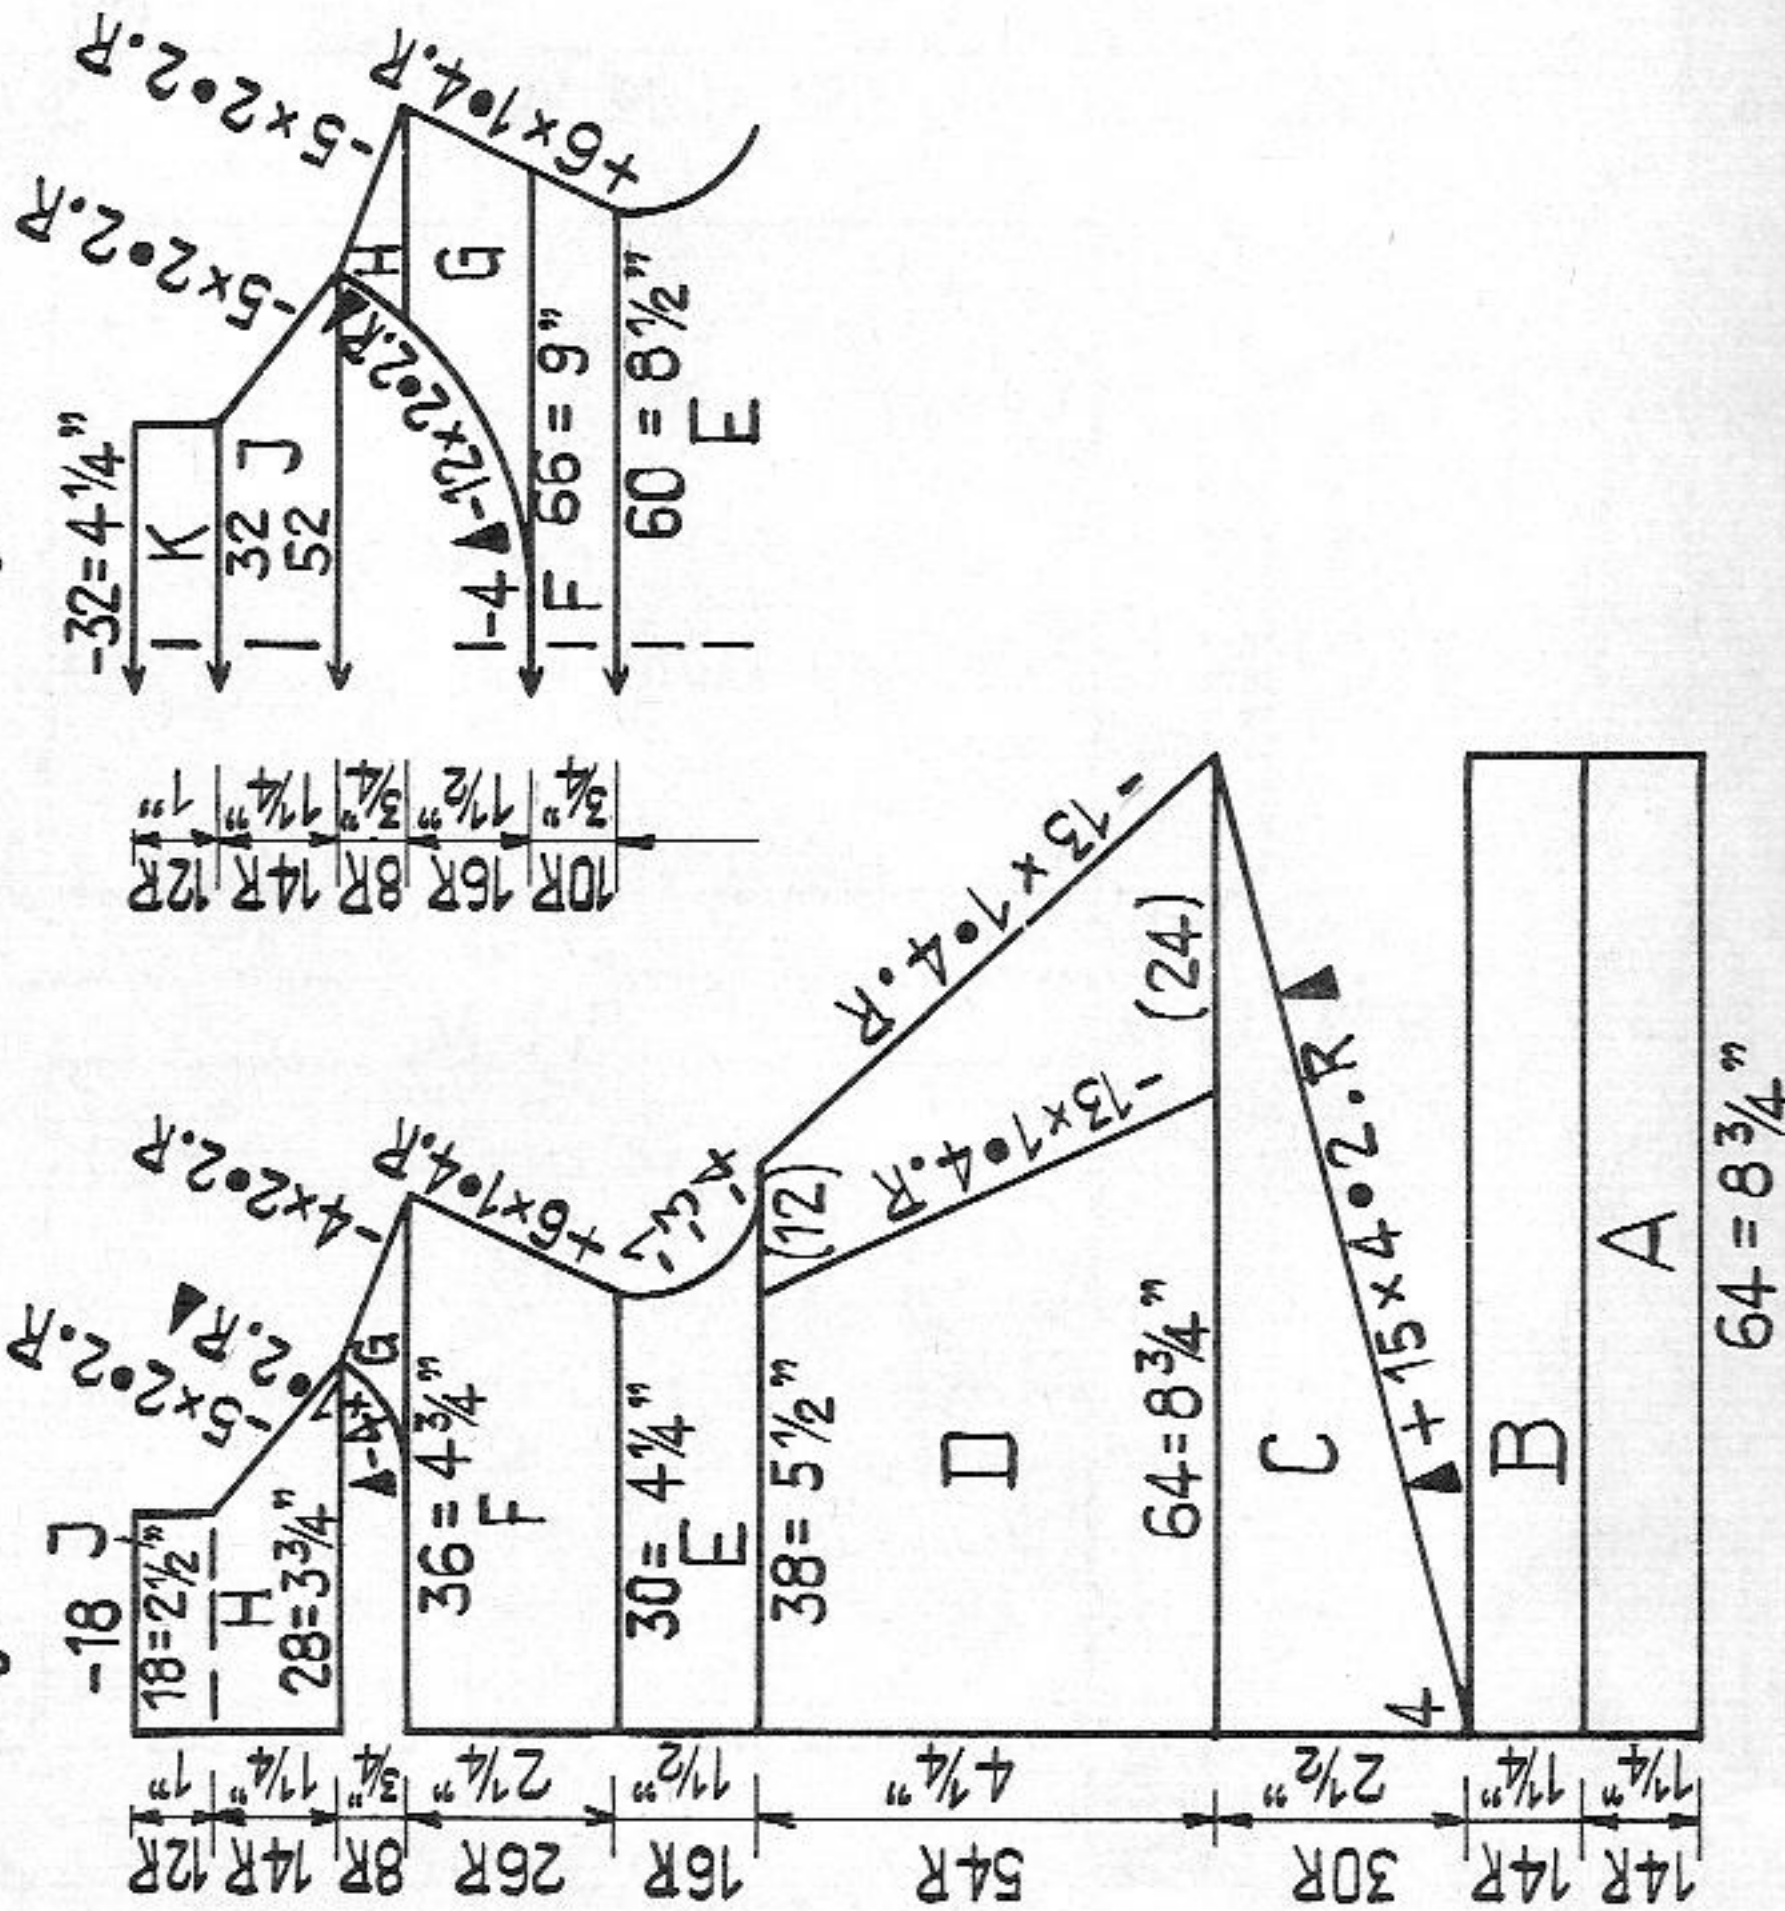 -32=4¼"
K
32 J
52
-5×2•2.R
-5×2•2.R
H
G
+6×1•4.R
1-4 ▲-12×2•2.R▲
F 66 = 9"
60 = 8½"
E
12R 1"
14R 1¼"
8R ¾"
16R 1½"
10R ¾"
-18 J
18=2½"
H
28=3¾"
-5×2•2.R
•2.R▲
-4×2•2.R
G
▲-4×
+6×1•4.R
36 = 4¾"
F
30= 4¼"
E
38= 5½"
(12)
-13×1•4.R
-13×1•4.R
(24)
D
64=8¾"
C
4
▲+15×4•2.R▲
B
A
64 = 8¾"
12R 1"
14R 1¼"
8R ¾"
26R 2¼"
16R 1½"
54R 4¾"
30R 2½"
14R 1¼"
14R 1¼"